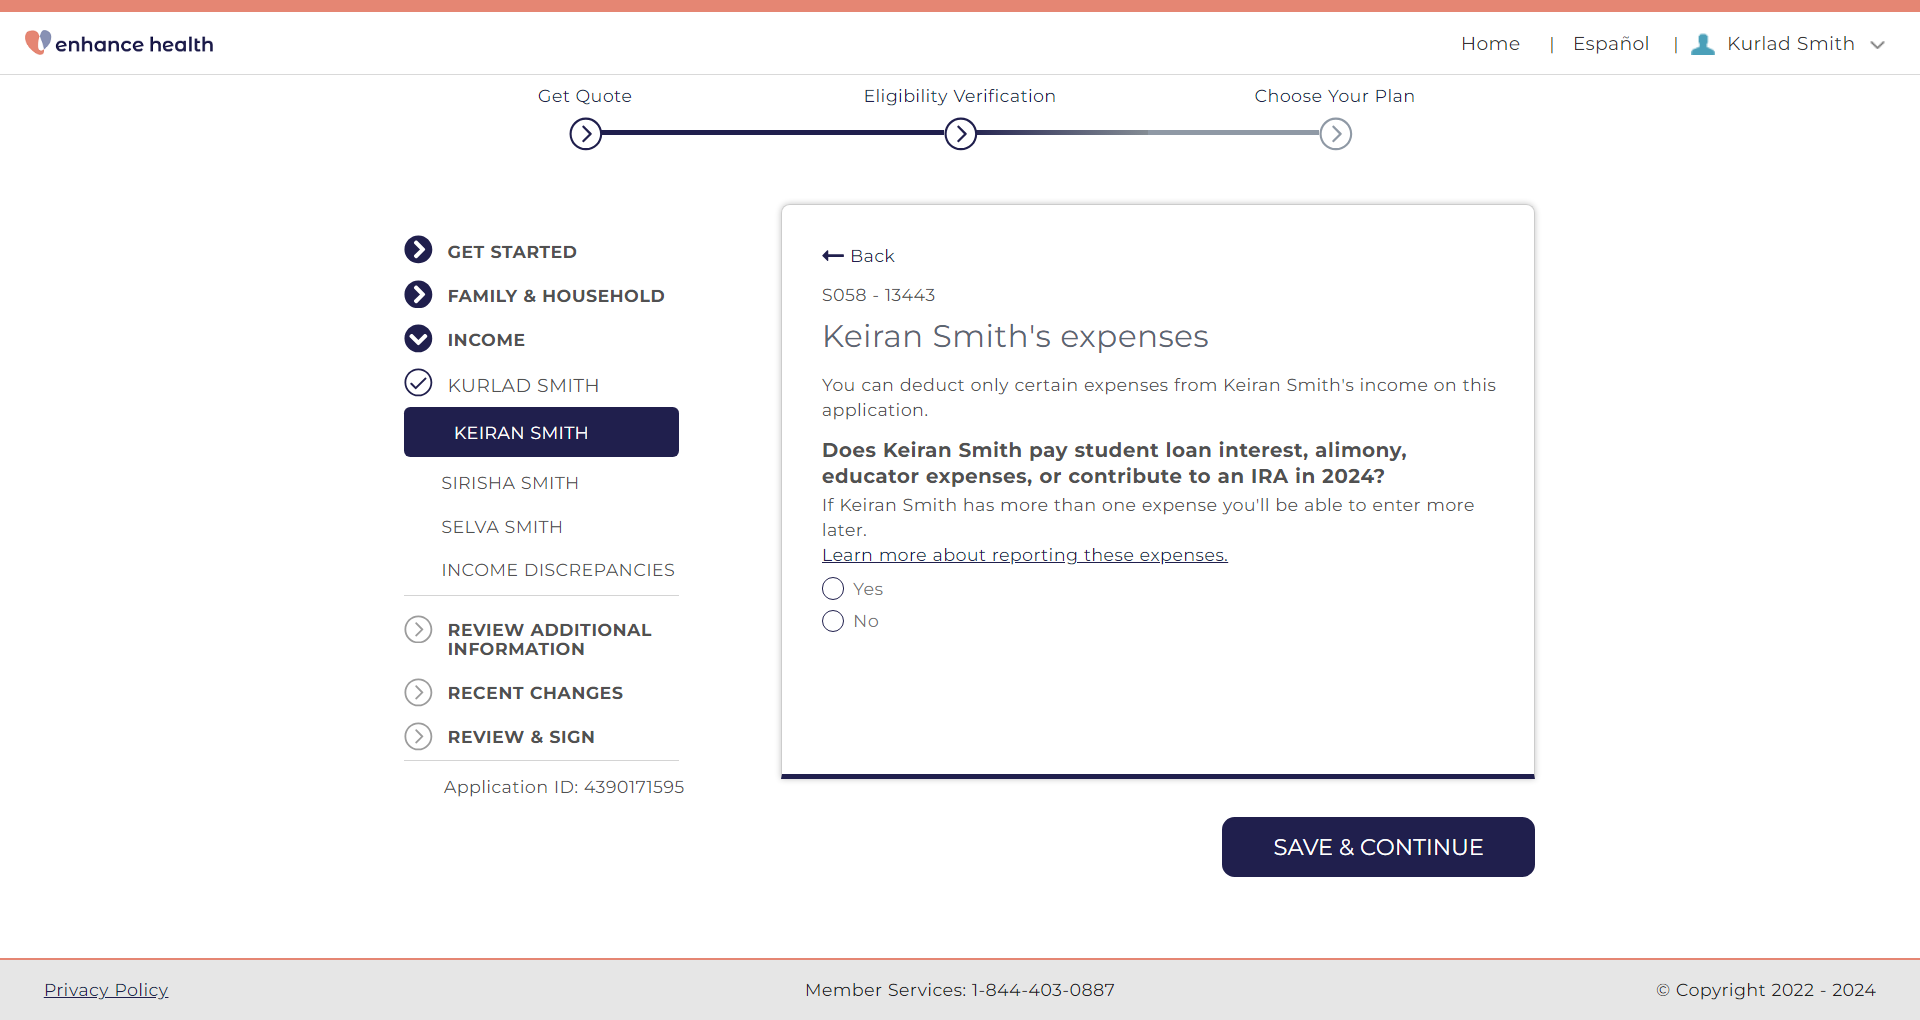 enhance health
Home | Español | Kurlad Smith
Get Quote
Eligibility Verification
Choose Your Plan
GET STARTED
FAMILY & HOUSEHOLD
INCOME
KURLAD SMITH
KEIRAN SMITH
SIRISHA SMITH
SELVA SMITH
INCOME DISCREPANCIES
REVIEW ADDITIONAL
INFORMATION
RECENT CHANGES
REVIEW & SIGN
Application ID: 4390171595
Back
S058 - 13443
Keiran Smith's expenses
You can deduct only certain expenses from Keiran Smith's income on this
application.
Does Keiran Smith pay student loan interest, alimony,
educator expenses, or contribute to an IRA in 2024?
If Keiran Smith has more than one expense you'll be able to enter more
later.
Learn more about reporting these expenses.
Yes
No
SAVE & CONTINUE
Privacy Policy
Member Services: 1-844-403-0887
© Copyright 2022 - 2024